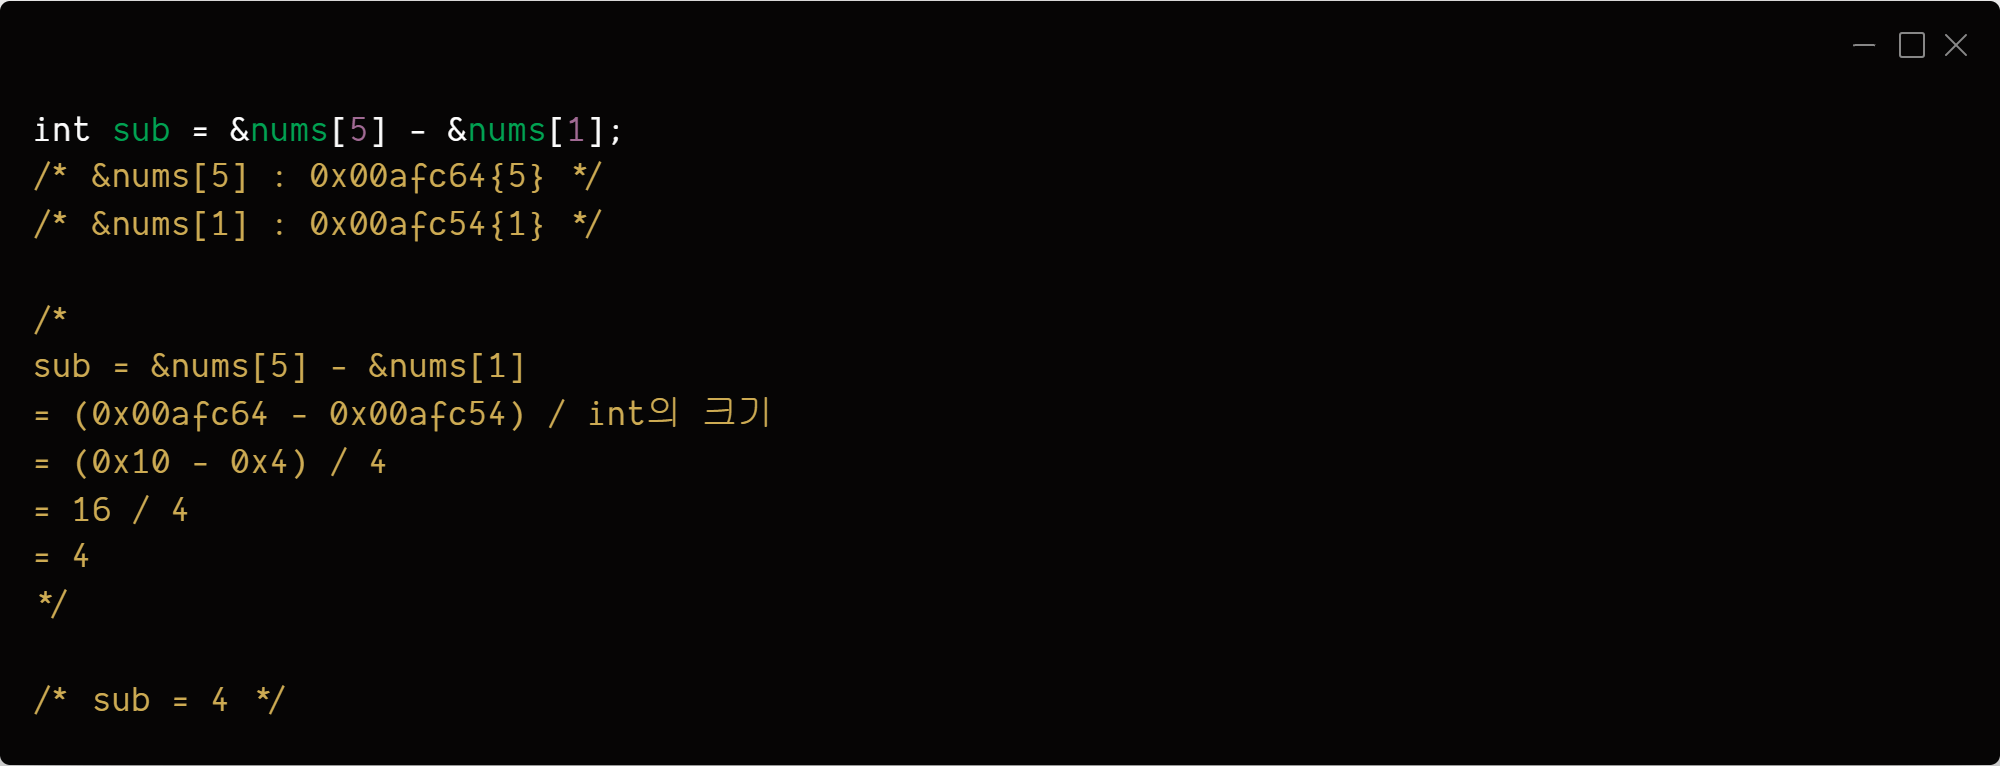 int sub = &nums[5] - &nums[1];
/* &nums[5] : 0x00afc64{5} */
/* &nums[1] : 0x00afc54{1} */
/*
sub = &nums[5] - &nums[1]
= (0x00afc64 - 0x00afc54) / int의 크기
= (0x10 - 0x4) / 4
= 16 / 4
= 4
*/
/* sub = 4 */